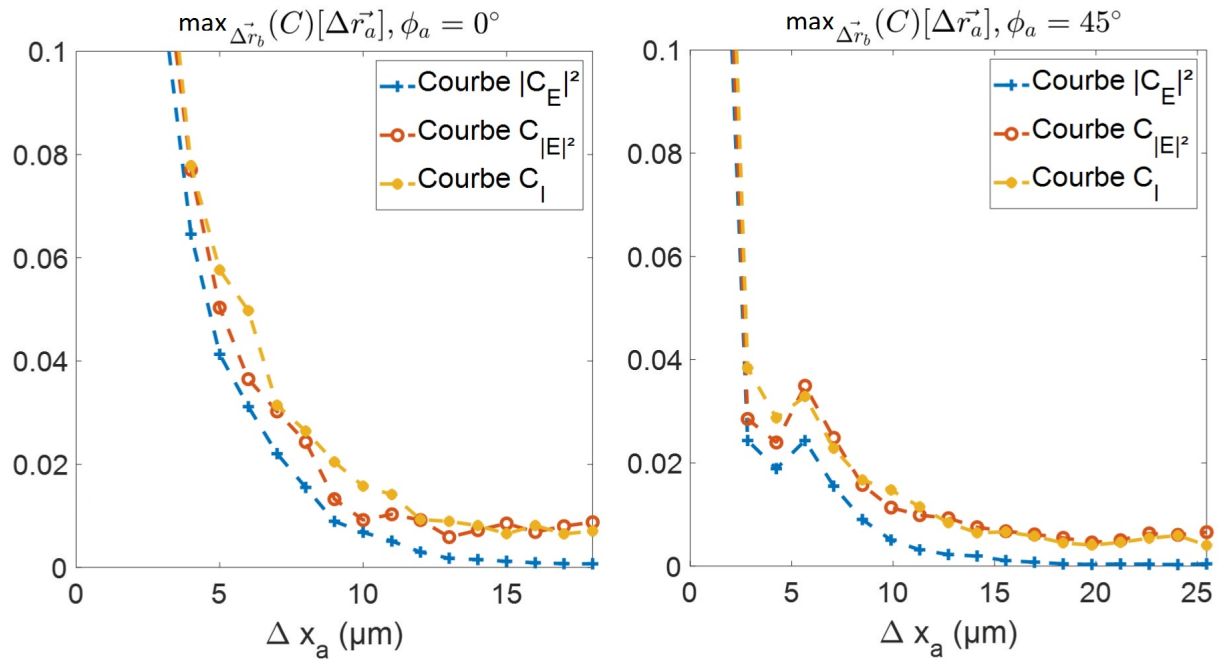 max_{Δr⃗_b}(C)[Δr⃗_a], ϕ_a = 0°
0.1
0.08
0.06
0.04
0.02
0
Courbe |C_E|²
Courbe C_{|E|²}
Courbe C_I
5
10
15
Δ x_a (µm)
max_{Δr⃗_b}(C)[Δr⃗_a], ϕ_a = 45°
0.1
0.08
0.06
0.04
0.02
0
Courbe |C_E|²
Courbe C_{|E|²}
Courbe C_I
0
5
10
15
20
25
Δ x_a (µm)